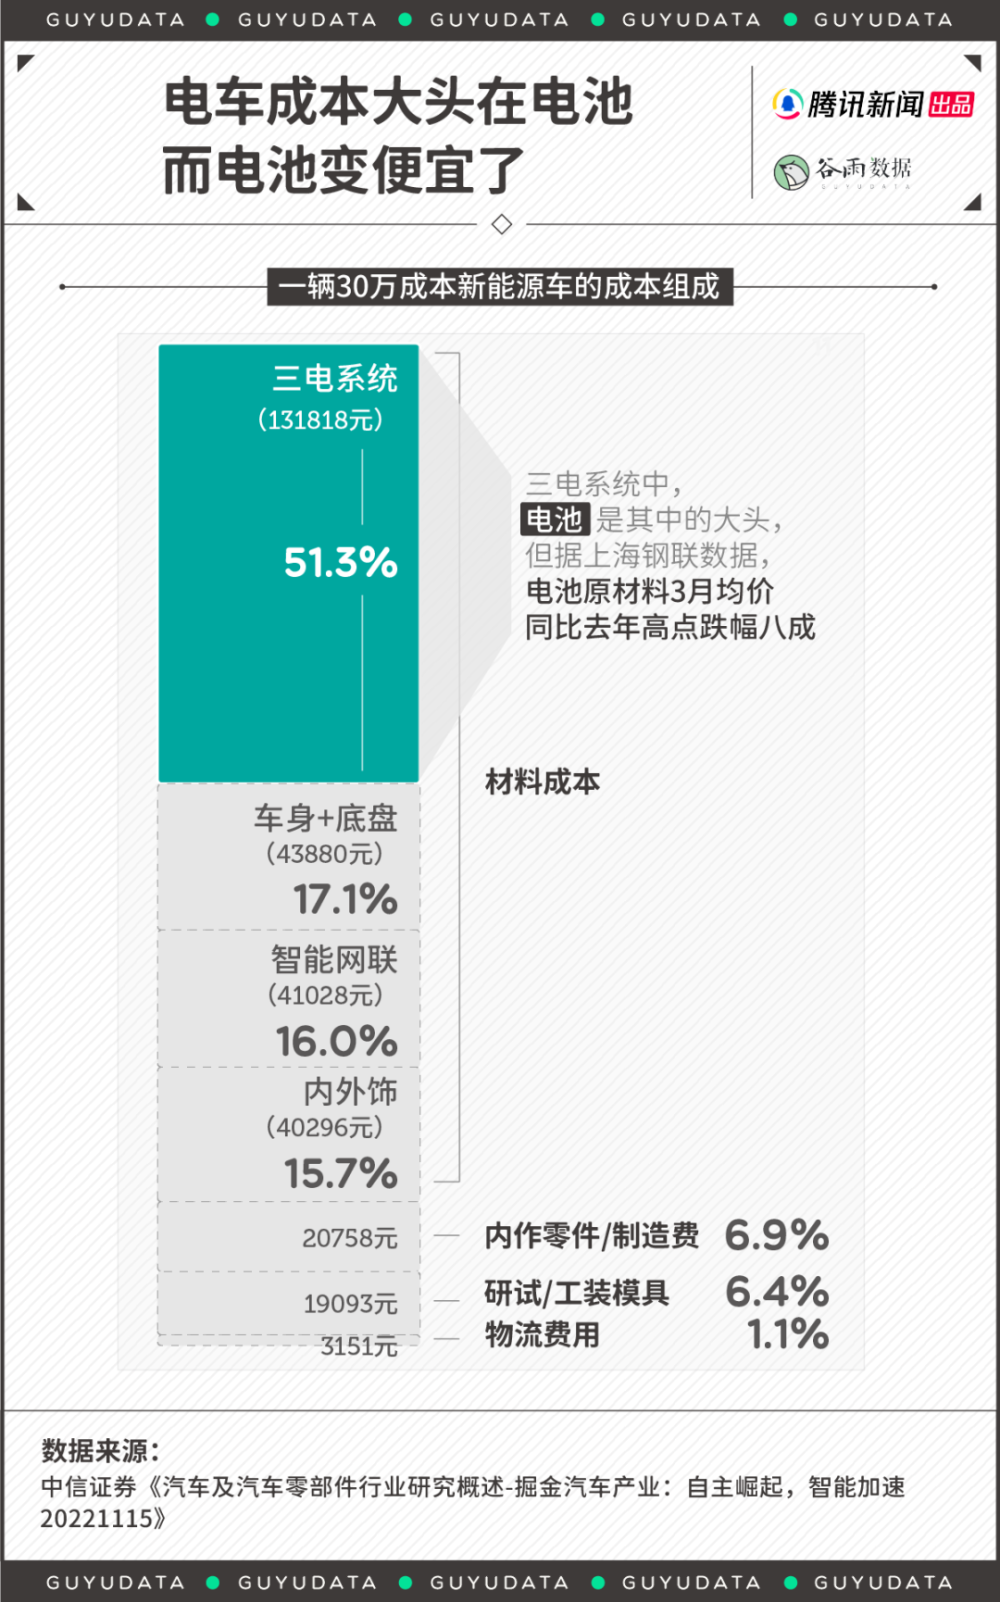 GUYUDATA ● GUYUDATA ● GUYUDATA ● GUYUDATA ● GUYUDATA
电车成本大头在电池
而电池变便宜了
腾讯新闻 出品
谷雨数据
GUYUDATA
一辆30万成本新能源车的成本组成
三电系统
（131818元）
51.3%
三电系统中，
电池 是其中的大头，
但据上海钢联数据，
电池原材料3月均价
同比去年高点跌幅八成
材料成本
车身+底盘
（43880元）
17.1%
智能网联
（41028元）
16.0%
内外饰
（40296元）
15.7%
20758元 内作零件/制造费 6.9%
19093元 研试/工装模具 6.4%
3151元 物流费用 1.1%
数据来源：
中信证券《汽车及汽车零部件行业研究概述-掘金汽车产业：自主崛起，智能加速
20221115》
GUYUDATA ● GUYUDATA ● GUYUDATA ● GUYUDATA ● GUYUDATA